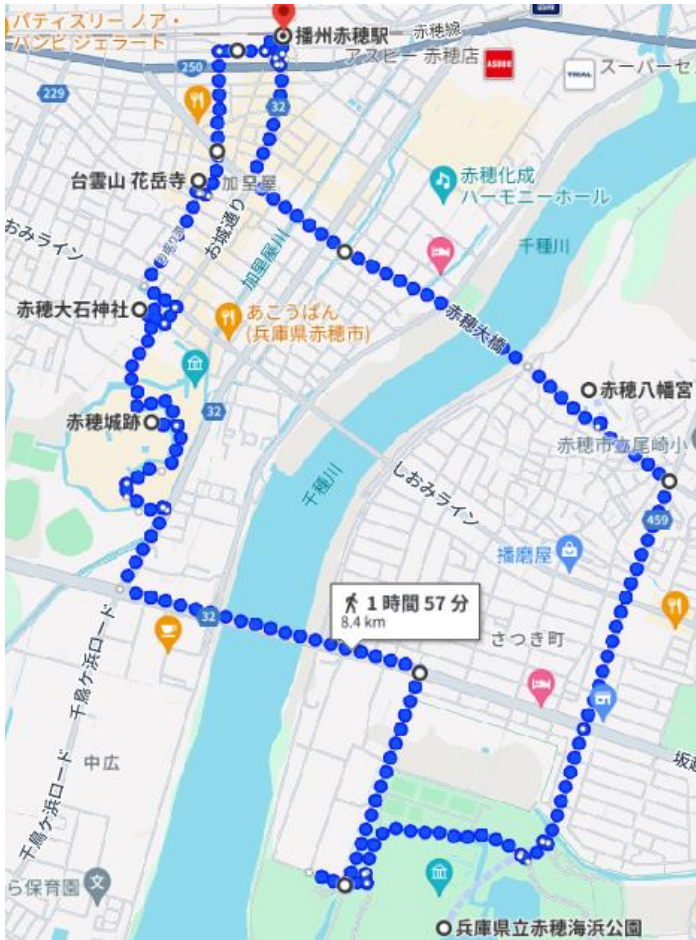 パティスリー ノア・
バンビ ジェラート
播州赤穂駅
赤穂線
アスピー 赤穂店
ASBEE
TRIAL
スーパーセ
250
229
32
台雲山 花岳寺
加里屋
赤穂化成
ハーモニーホール
お城通り
加里屋川
千種川
おみライン
お通り道
赤穂大石神社
あこうぱん
(兵庫県赤穂市)
赤穂大橋
赤穂八幡宮
赤穂城跡
32
赤穂市立尾崎小
千種川
しおみライン
459
播磨屋
1 時間 57 分
8.4 km
さつき町
32
千鳥ケ浜ロード
坂越
中広
千鳥ケ浜ロード
ら保育園
文
兵庫県立赤穂海浜公園